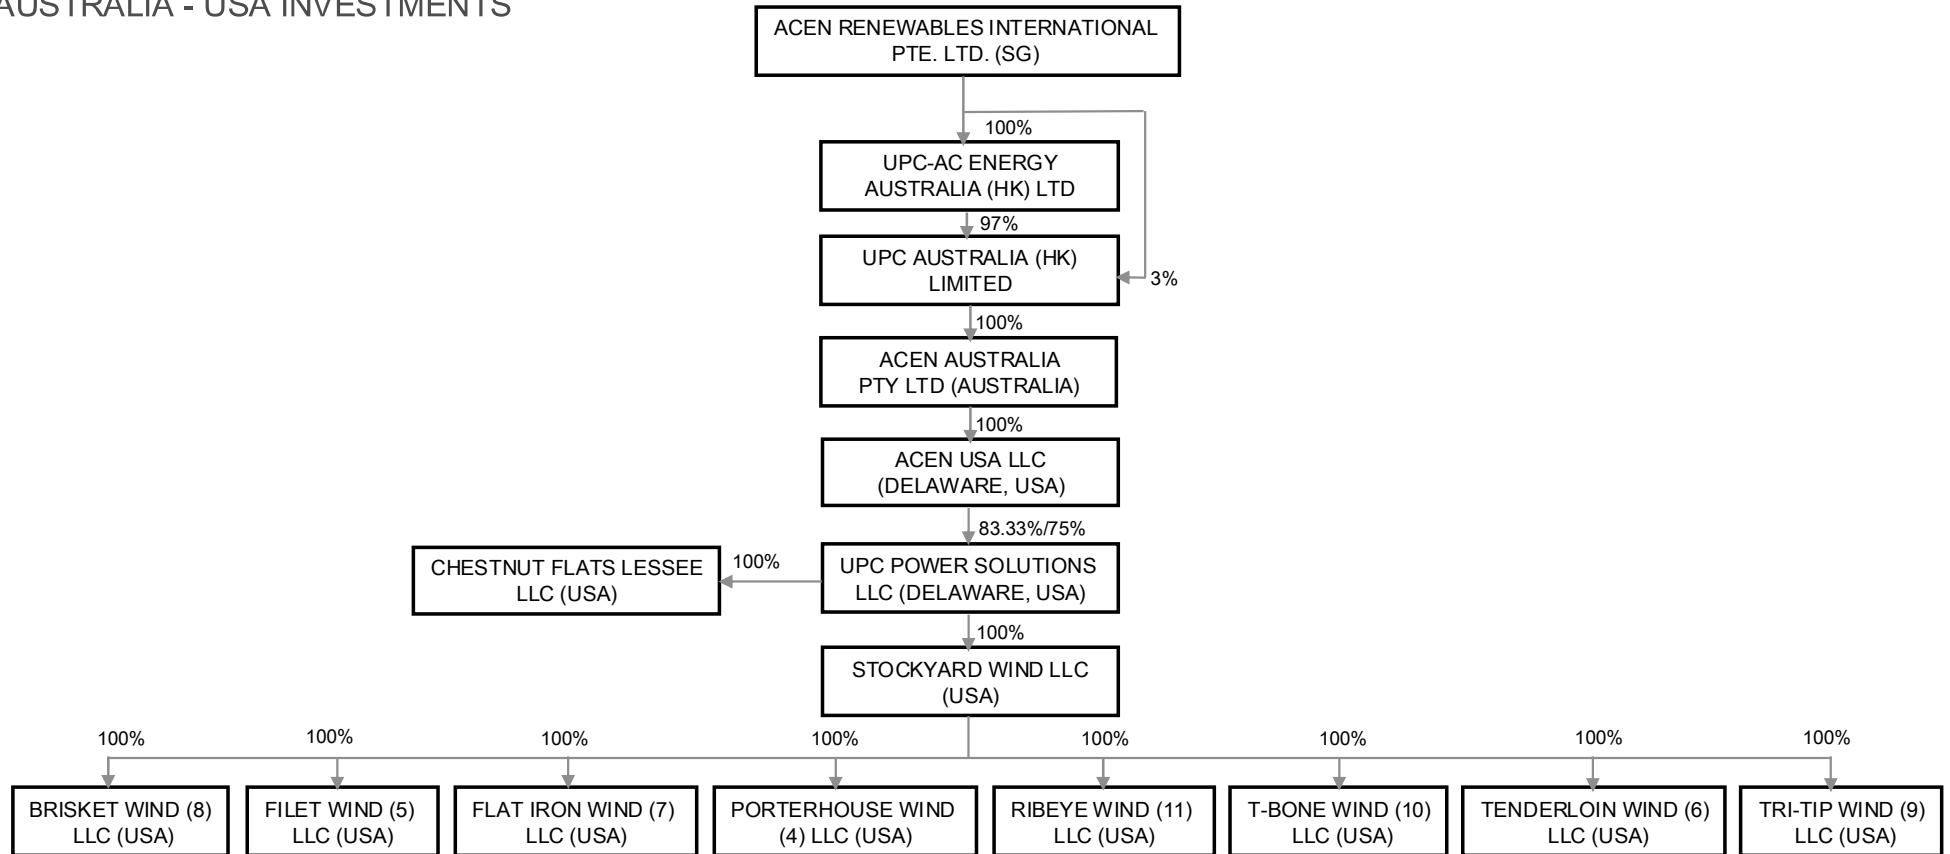 AUSTRALIA - USA INVESTMENTS
ACEN RENEWABLES INTERNATIONAL
PTE. LTD. (SG)
100%
UPC-AC ENERGY
AUSTRALIA (HK) LTD
97%
UPC AUSTRALIA (HK)
LIMITED
3%
100%
ACEN AUSTRALIA
PTY LTD (AUSTRALIA)
100%
ACEN USA LLC
(DELAWARE, USA)
83.33%/75%
CHESTNUT FLATS LESSEE
LLC (USA)
100%
UPC POWER SOLUTIONS
LLC (DELAWARE, USA)
100%
STOCKYARD WIND LLC
(USA)
100%
100%
100%
100%
100%
100%
100%
100%
BRISKET WIND (8)
LLC (USA)
FILET WIND (5)
LLC (USA)
FLAT IRON WIND (7)
LLC (USA)
PORTERHOUSE WIND
(4) LLC (USA)
RIBEYE WIND (11)
LLC (USA)
T-BONE WIND (10)
LLC (USA)
TENDERLOIN WIND (6)
LLC (USA)
TRI-TIP WIND (9)
LLC (USA)